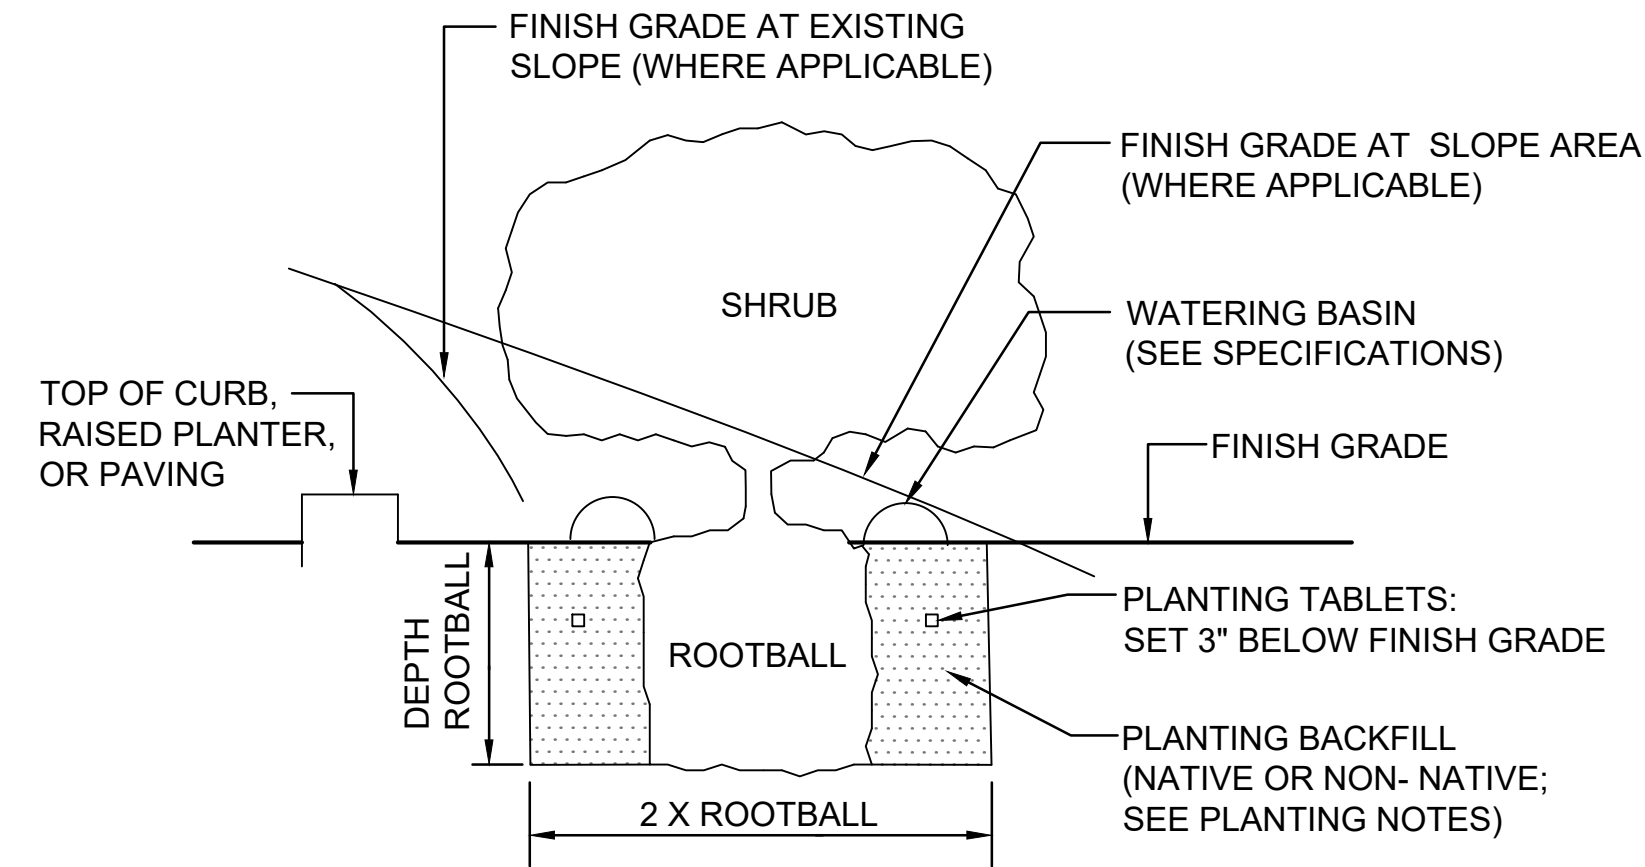 FINISH GRADE AT EXISTING
SLOPE (WHERE APPLICABLE)
FINISH GRADE AT SLOPE AREA
(WHERE APPLICABLE)
SHRUB
WATERING BASIN
(SEE SPECIFICATIONS)
TOP OF CURB,
RAISED PLANTER,
OR PAVING
FINISH GRADE
DEPTH
ROOTBALL
ROOTBALL
PLANTING TABLETS:
SET 3" BELOW FINISH GRADE
PLANTING BACKFILL
(NATIVE OR NON- NATIVE;
SEE PLANTING NOTES)
2 X ROOTBALL